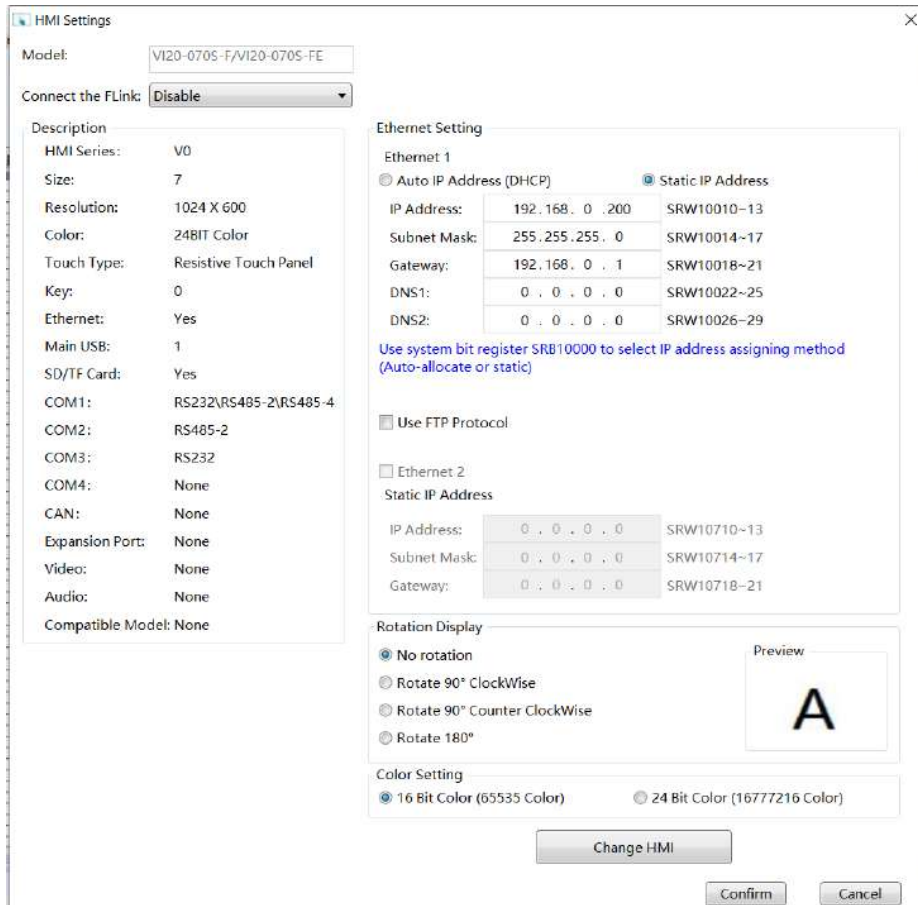 HMI Settings
Model: VI20-070S-F/VI20-070S-FE
Connect the FLink: Disable
Description
HMI Series: V0
Size: 7
Resolution: 1024 X 600
Color: 24BIT Color
Touch Type: Resistive Touch Panel
Key: 0
Ethernet: Yes
Main USB: 1
SD/TF Card: Yes
COM1: RS232\RS485-2\RS485-4
COM2: RS485-2
COM3: RS232
COM4: None
CAN: None
Expansion Port: None
Video: None
Audio: None
Compatible Model: None
Ethernet Setting
Ethernet 1
Auto IP Address (DHCP) Static IP Address
IP Address: 192.168. 0 .200 SRW10010~13
Subnet Mask: 255.255.255. 0 SRW10014~17
Gateway: 192.168. 0 . 1 SRW10018~21
DNS1: 0 . 0 . 0 . 0 SRW10022~25
DNS2: 0 . 0 . 0 . 0 SRW10026~29
Use system bit register SRB10000 to select IP address assigning method
(Auto-allocate or static)
Use FTP Protocol
Ethernet 2
Static IP Address
IP Address: 0 . 0 . 0 . 0 SRW10710~13
Subnet Mask: 0 . 0 . 0 . 0 SRW10714~17
Gateway: 0 . 0 . 0 . 0 SRW10718~21
Rotation Display
No rotation
Rotate 90° ClockWise
Rotate 90° Counter ClockWise
Rotate 180°
Preview
A
Color Setting
16 Bit Color (65535 Color) 24 Bit Color (16777216 Color)
Change HMI
Confirm Cancel